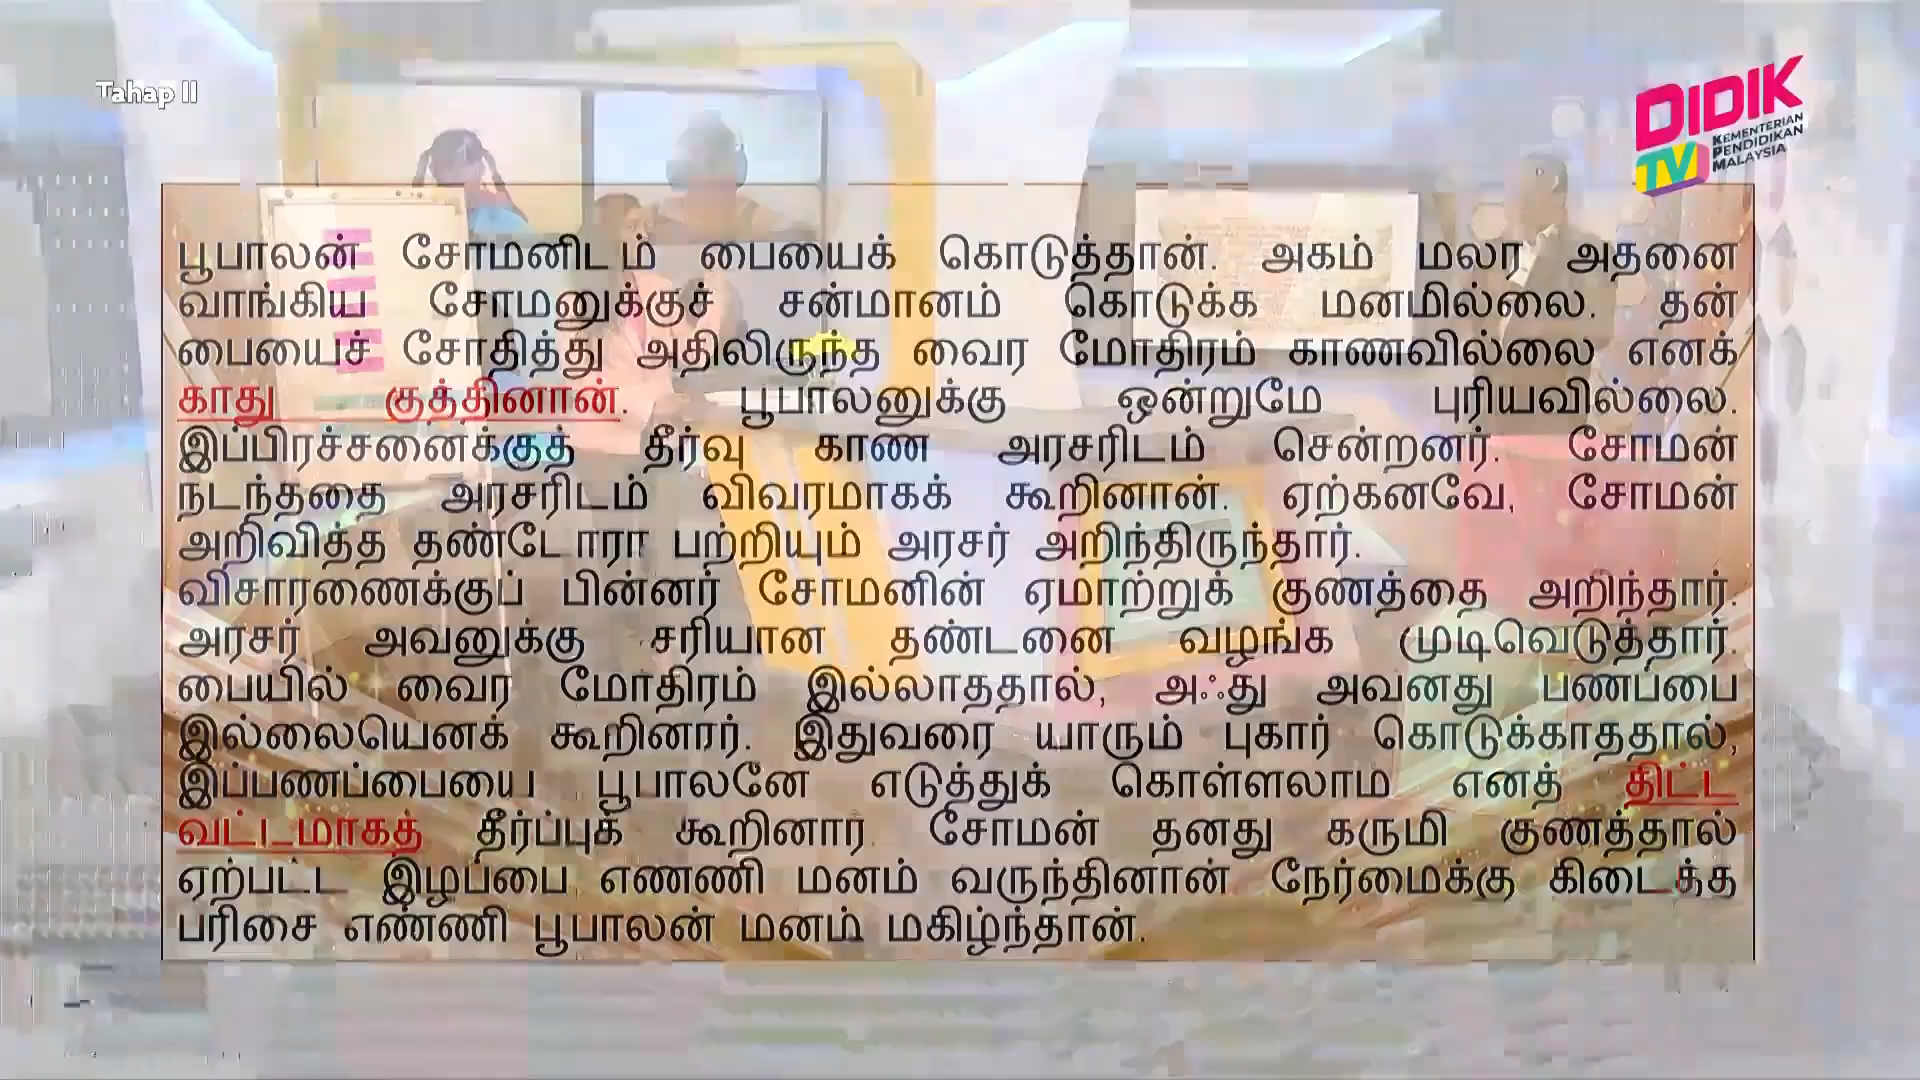 Tahap II
DIDIK
TV
KEMENTERIAN
PENDIDIKAN
MALAYSIA
பூபாலன் சோமனிடம் பையைக் கொடுத்தான். அகம் மலர அதனை
வாங்கிய சோமனுக்குச் சன்மானம் கொடுக்க மனமில்லை. தன்
பையைச் சோதித்து அதிலிருந்த வைர மோதிரம் காணவில்லை எனக்
காது குத்தினான். பூபாலனுக்கு ஒன்றுமே புரியவில்லை.
இப்பிரச்சனைக்குத் தீர்வு காண அரசரிடம் சென்றனர். சோமன்
நடந்ததை அரசரிடம் விவரமாகக் கூறினான். ஏற்கனவே, சோமன்
அறிவித்த தண்டோரா பற்றியும் அரசர் அறிந்திருந்தார்.
விசாரணைக்குப் பின்னர் சோமனின் ஏமாற்றுக் குணத்தை அறிந்தார்.
அரசர் அவனுக்கு சரியான தண்டனை வழங்க முடிவெடுத்தார்.
பையில் வைர மோதிரம் இல்லாததால், அஃது அவனது பணப்பை
இல்லையெனக் கூறினார். இதுவரை யாரும் புகார் கொடுக்காததால்,
இப்பணப்பையை பூபாலனே எடுத்துக் கொள்ளலாம் எனத் திட்ட
வட்டமாகத் தீர்ப்புக் கூறினார். சோமன் தனது கருமி குணத்தால்
ஏற்பட்ட இழப்பை எண்ணி மனம் வருந்தினான். நேர்மைக்கு கிடைத்த
பரிசை எண்ணி பூபாலன் மனம் மகிழ்ந்தான்.